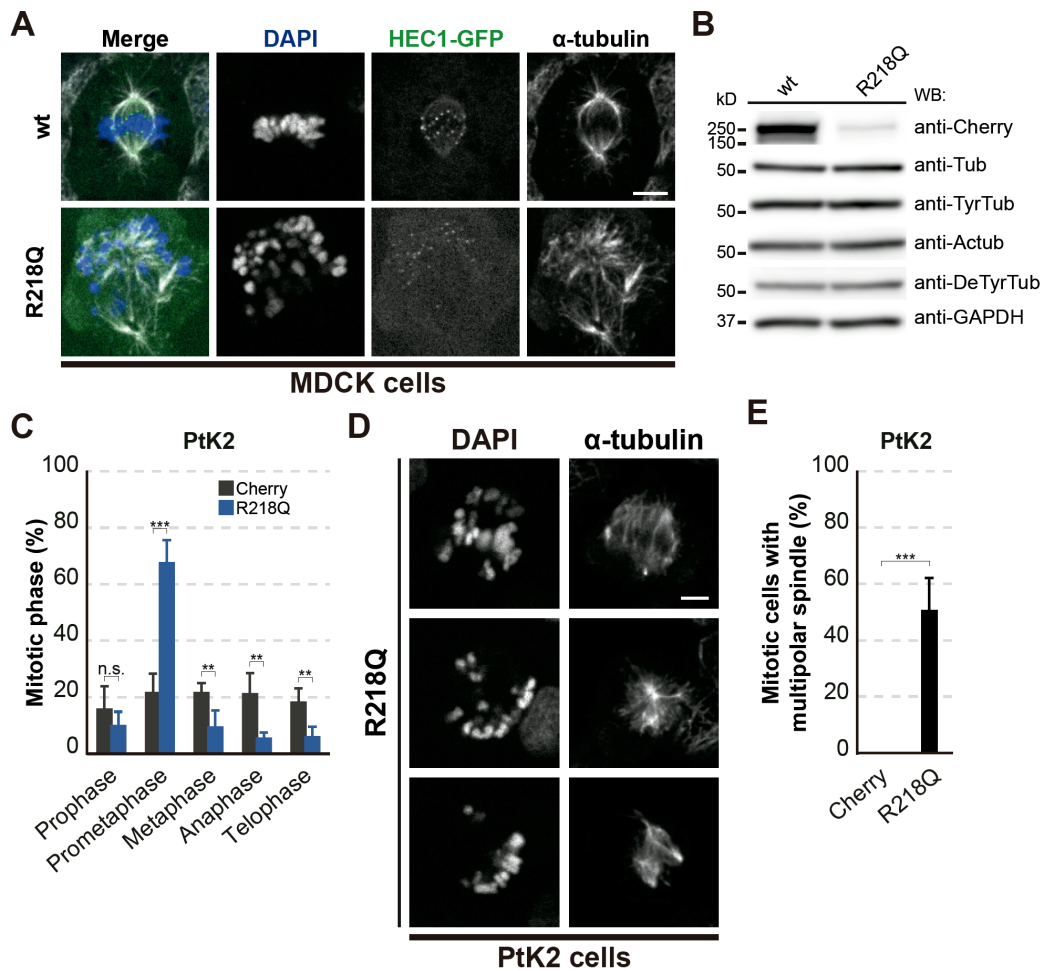 A
Merge DAPI HEC1-GFP α-tubulin
wt
R218Q
MDCK cells
B
wt R218Q
kD WB:
250 anti-Cherry
150
50 anti-Tub
50 anti-TyrTub
50 anti-Actub
50 anti-DeTyrTub
37 anti-GAPDH
C
PtK2
Mitotic phase (%)
100
80
60
40
20
0
Cherry
R218Q
n.s. *** ** ** **
Prophase Prometaphase Metaphase Anaphase Telophase
D
DAPI α-tubulin
R218Q
PtK2 cells
E
PtK2
Mitotic cells with
multipolar spindle (%)
100
80
60
40
20
0
***
Cherry R218Q